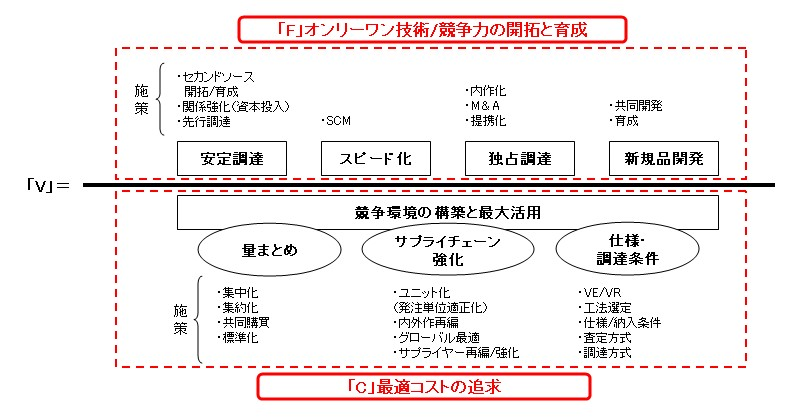 「F」オンリーワン技術/競争力の開拓と育成
施策
・セカンドソース
開拓/育成
・関係強化(資本投入)
・先行調達
・SCM
・内作化
・M&A
・提携化
・共同開発
・育成
安定調達
スピード化
独占調達
新規品開発
「V」=
競争環境の構築と最大活用
量まとめ
サプライチェーン
強化
仕様・
調達条件
施策
・集中化
・集約化
・共同購買
・標準化
・ユニット化
(発注単位適正化)
・内外作再編
・グローバル最適
・サプライヤー再編/強化
・VE/VR
・工法選定
・仕様/納入条件
・査定方式
・調達方式
「C」最適コストの追求